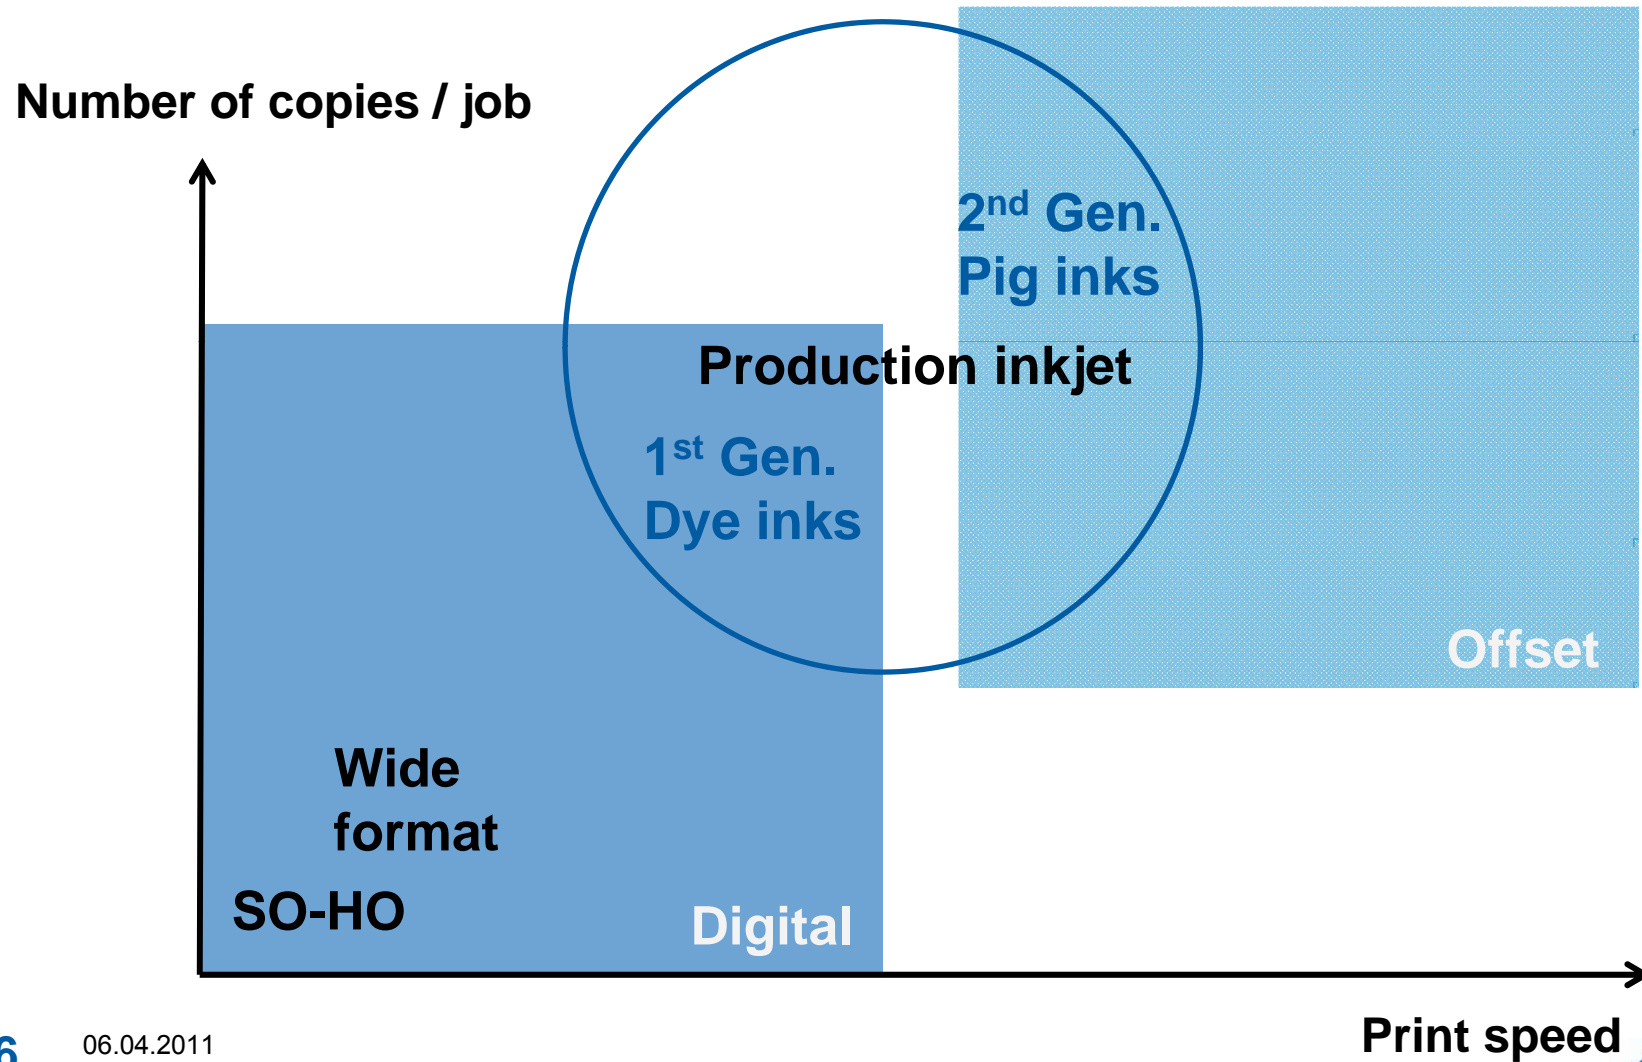 Number of copies / job
2nd Gen.
Pig inks
Production inkjet
1st Gen.
Dye inks
Offset
Wide
format
SO-HO
Digital
Print speed
6
06.04.2011